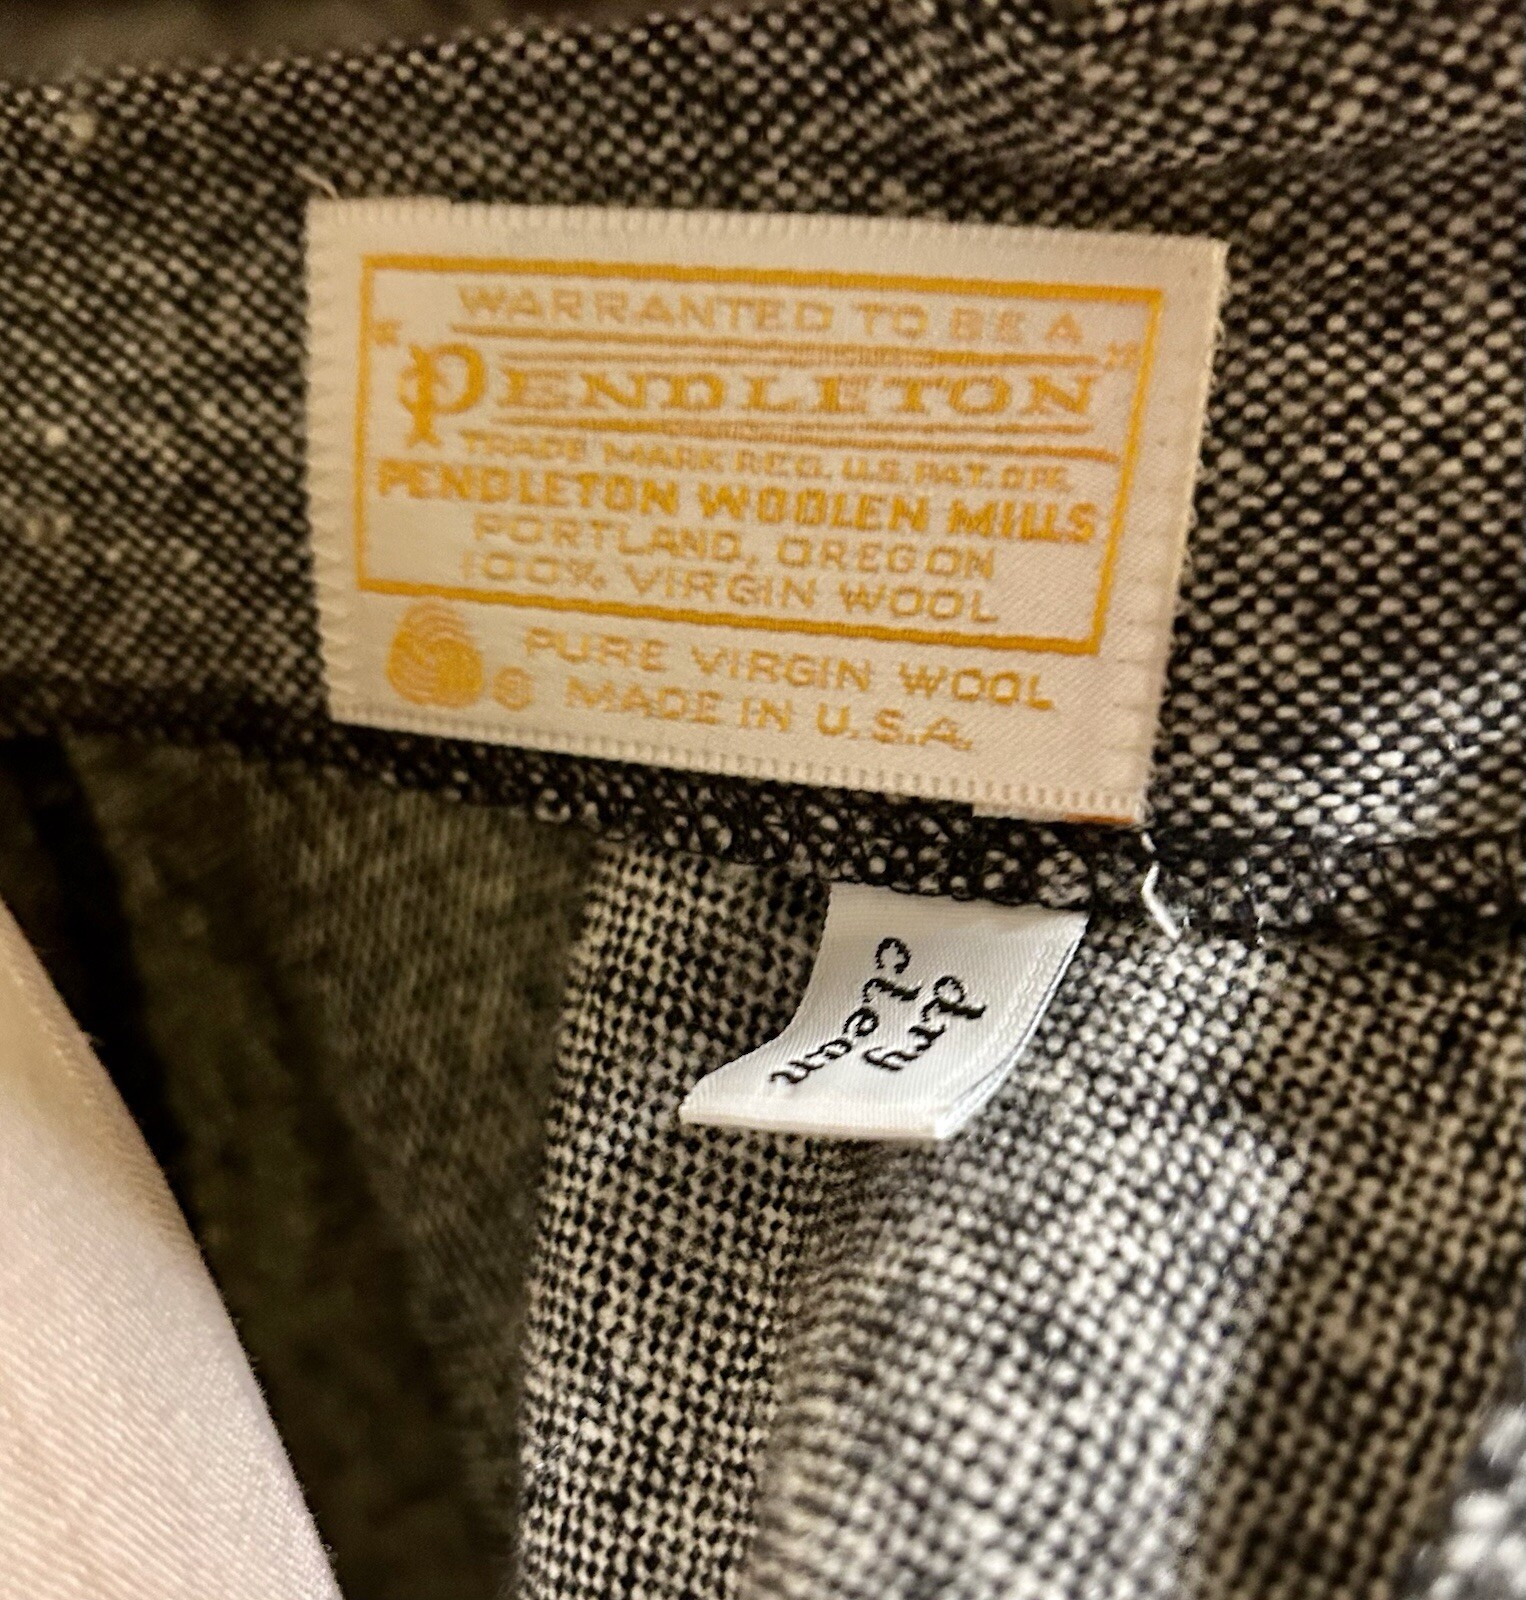 WARRANTED TO BE A
"PENDLETON"
TRADE MARK REG. U.S. PAT. OFF.
PENDLETON WOOLEN MILLS
PORTLAND, OREGON
100% VIRGIN WOOL
PURE VIRGIN WOOL
® MADE IN U.S.A.
dry
clean